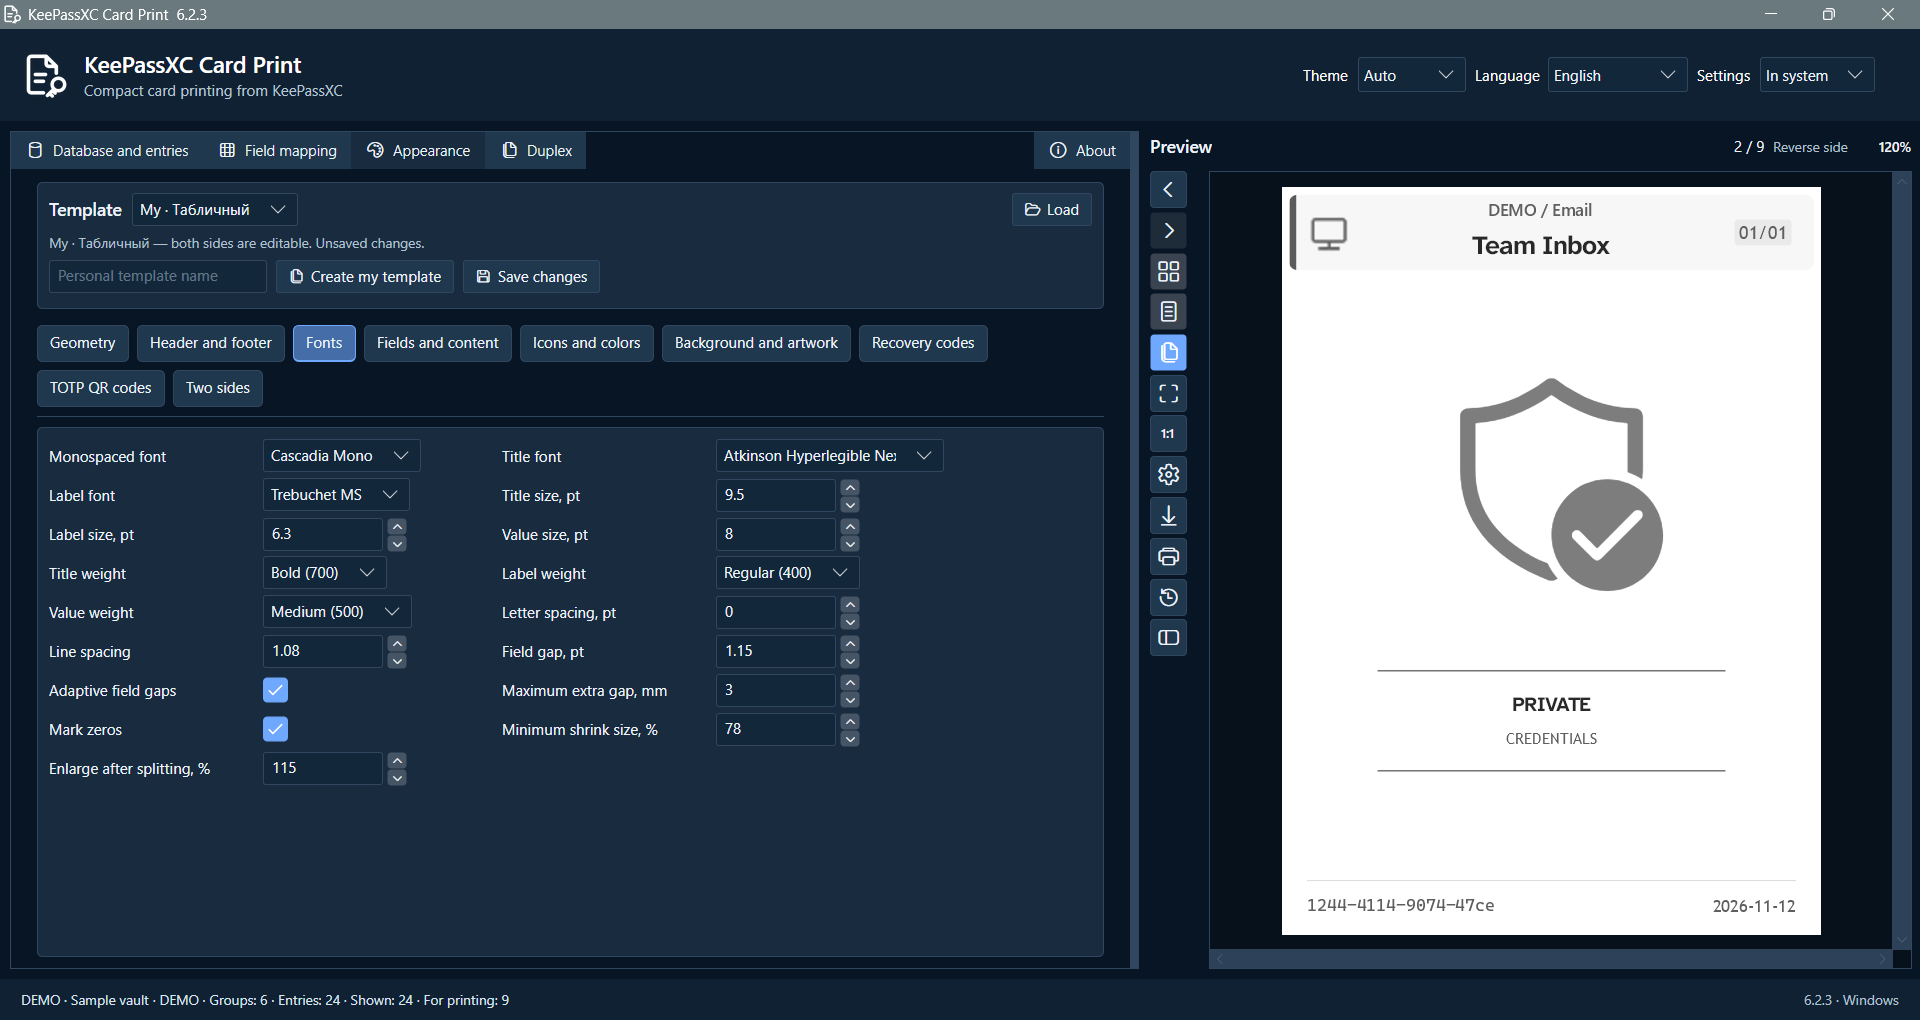 KeePassXC Card Print 6.2.3
KeePassXC Card Print
Compact card printing from KeePassXC
Theme Auto Language English Settings In system
Database and entries Field mapping Appearance Duplex About
Template My · Табличный Load
My · Табличный — both sides are editable. Unsaved changes.
Personal template name Create my template Save changes
Geometry Header and footer Fonts Fields and content Icons and colors Background and artwork Recovery codes
TOTP QR codes Two sides
Monospaced font Cascadia Mono Title font Atkinson Hyperlegible Ne
Label font Trebuchet MS Title size, pt 9.5
Label size, pt 6.3 Value size, pt 8
Title weight Bold (700) Label weight Regular (400)
Value weight Medium (500) Letter spacing, pt 0
Line spacing 1.08 Field gap, pt 1.15
Adaptive field gaps Maximum extra gap, mm 3
Mark zeros Minimum shrink size, % 78
Enlarge after splitting, % 115
Preview 2 / 9 Reverse side 120%
1:1
DEMO / Email
Team Inbox
01/01
PRIVATE
CREDENTIALS
1244-4114-9074-47ce 2026-11-12
DEMO · Sample vault · DEMO · Groups: 6 · Entries: 24 · Shown: 24 · For printing: 9
6.2.3 · Windows